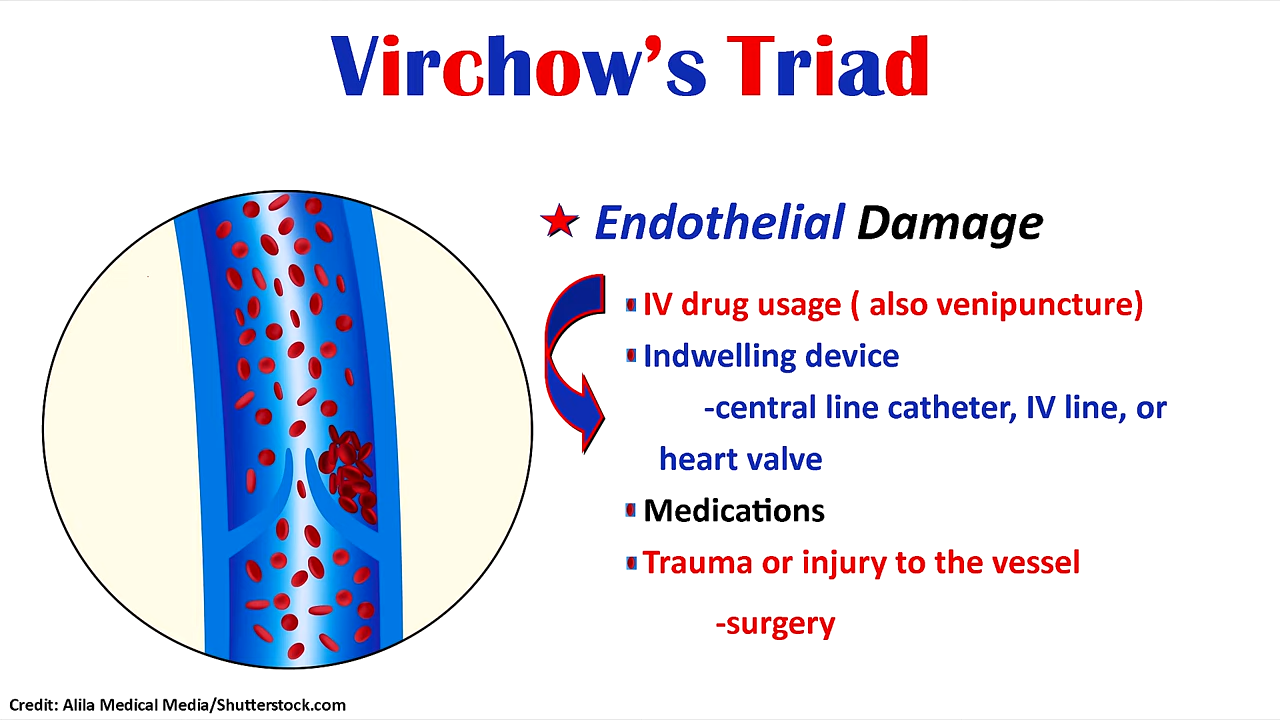 Virchow’s Triad
Endothelial Damage
IV drug usage ( also venipuncture)
Indwelling device
-central line catheter, IV line, or
heart valve
Medications
Trauma or injury to the vessel
-surgery
Credit: Alila Medical Media/Shutterstock.com